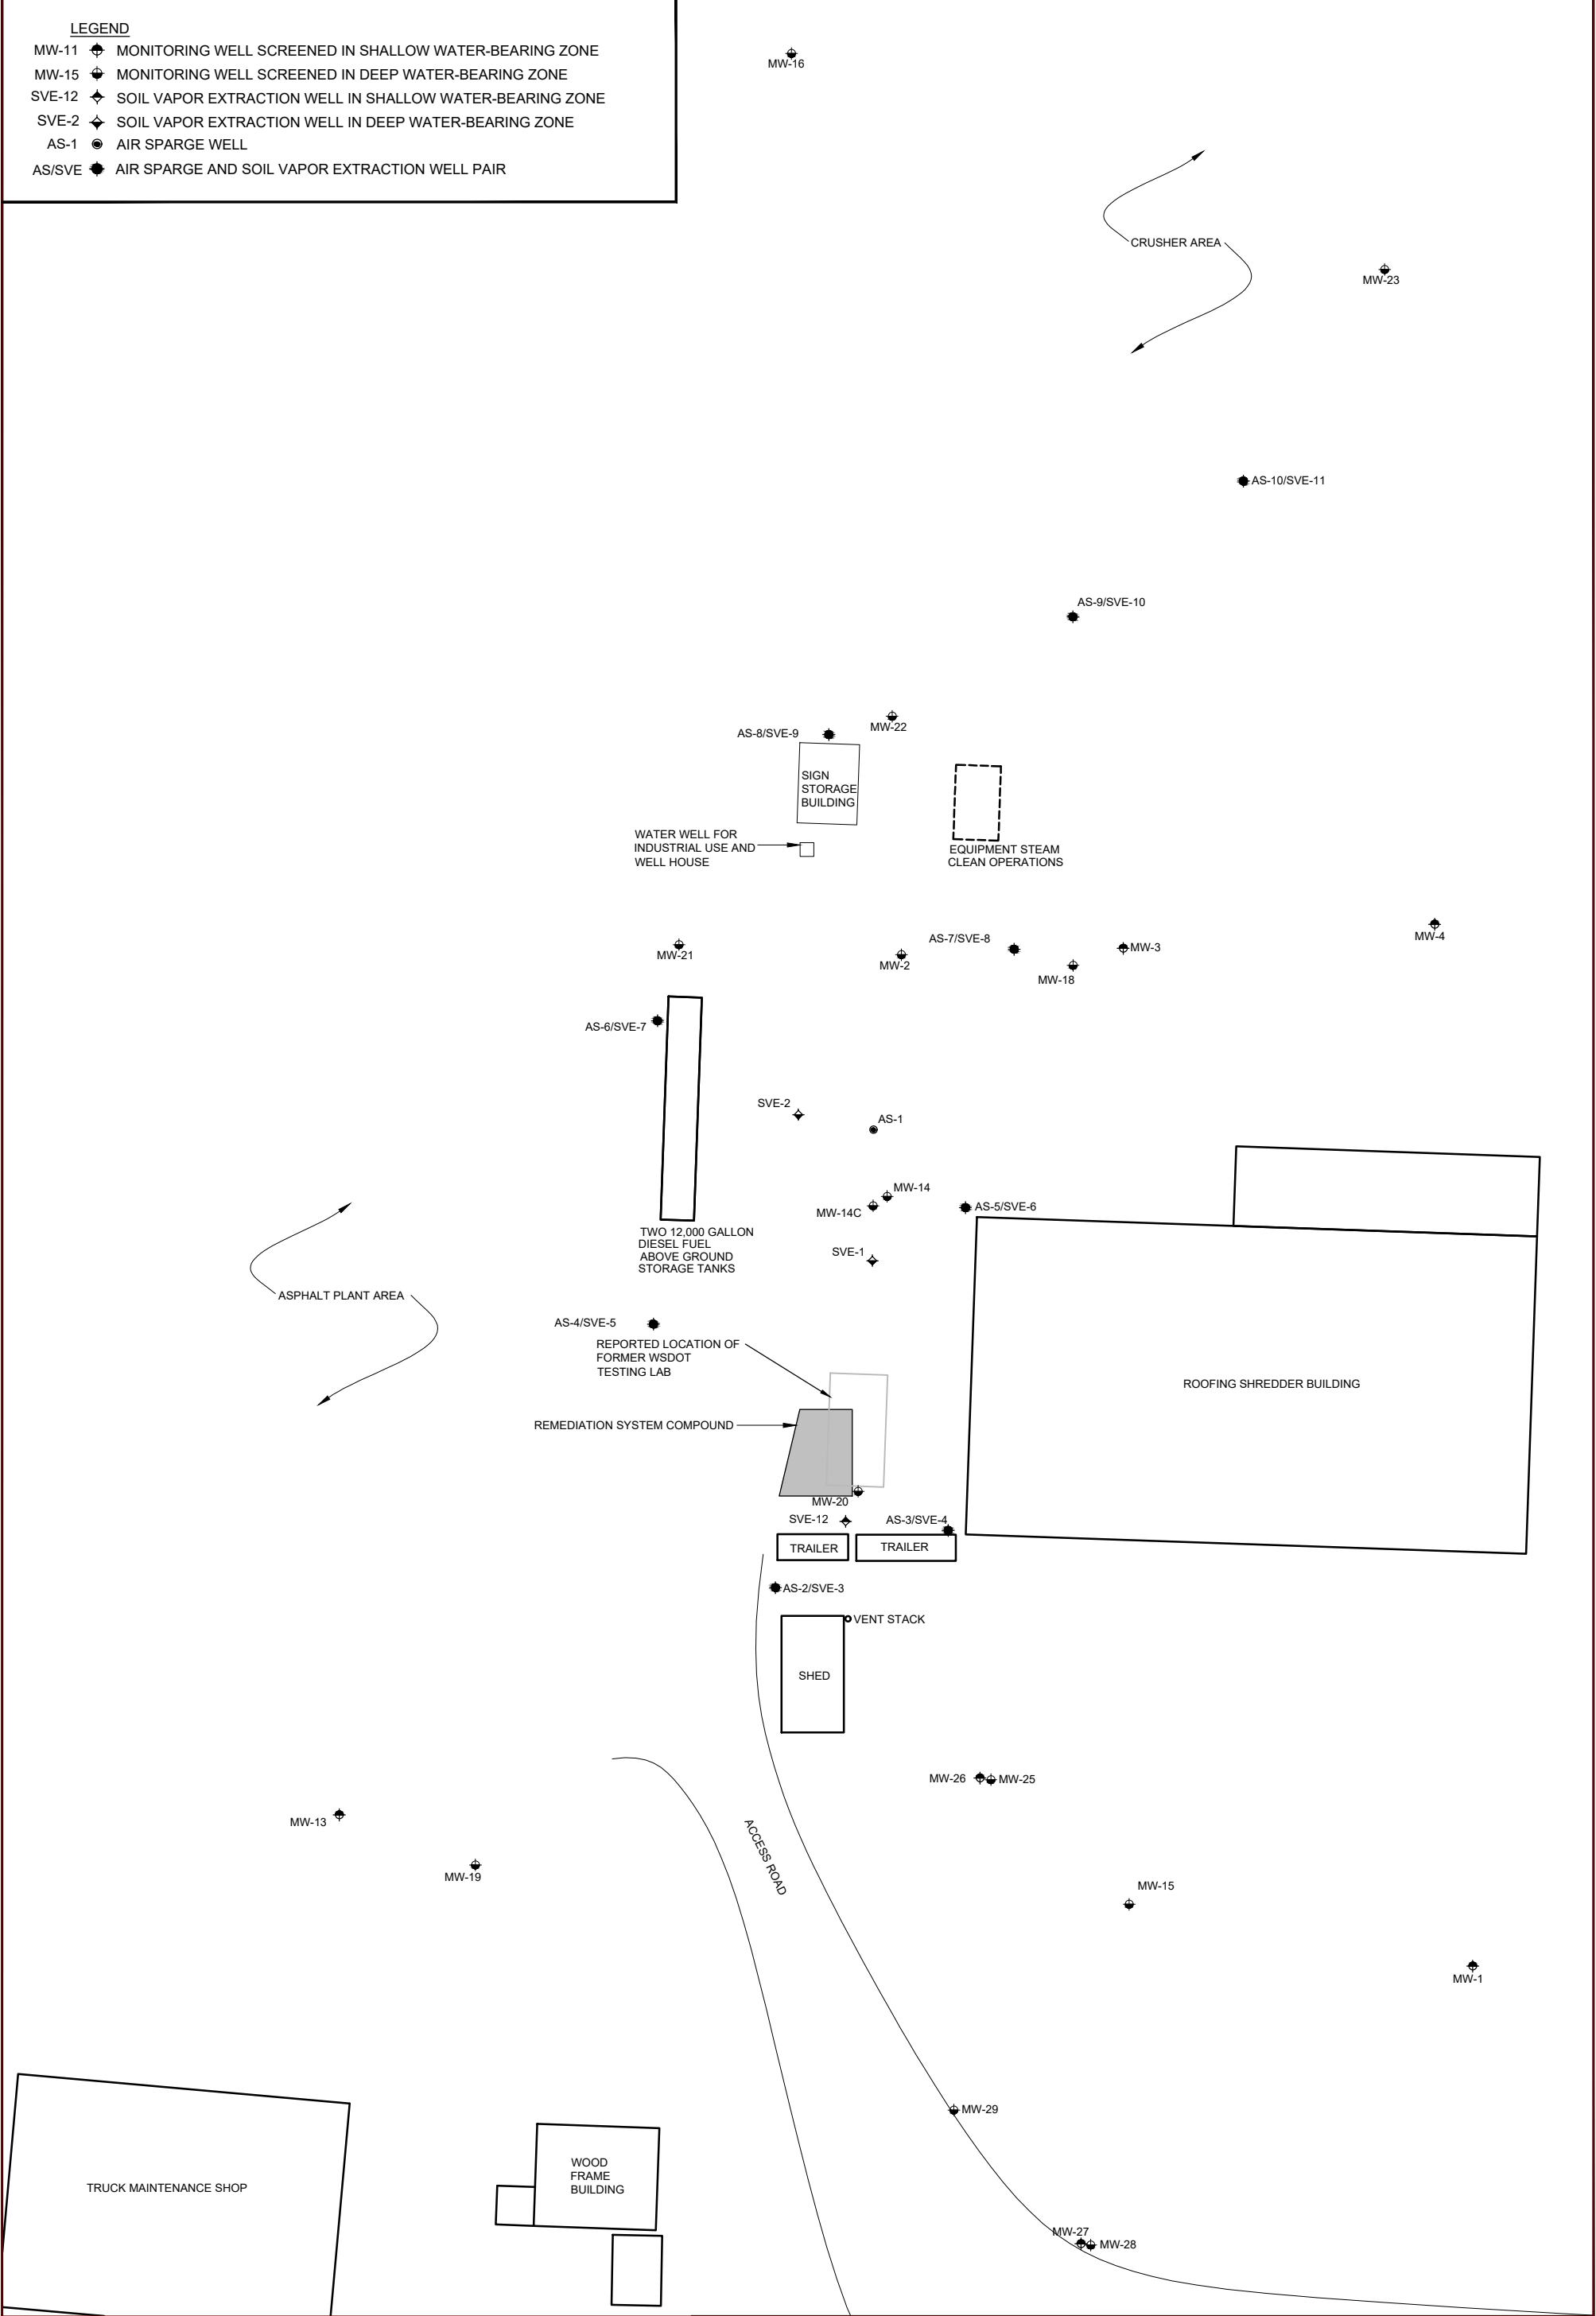 LEGEND
MW-11 MONITORING WELL SCREENED IN SHALLOW WATER-BEARING ZONE
MW-15 MONITORING WELL SCREENED IN DEEP WATER-BEARING ZONE
SVE-12 SOIL VAPOR EXTRACTION WELL IN SHALLOW WATER-BEARING ZONE
SVE-2 SOIL VAPOR EXTRACTION WELL IN DEEP WATER-BEARING ZONE
AS-1 AIR SPARGE WELL
AS/SVE AIR SPARGE AND SOIL VAPOR EXTRACTION WELL PAIR
MW-16
CRUSHER AREA
MW-23
AS-10/SVE-11
AS-9/SVE-10
MW-22
AS-8/SVE-9
SIGN
STORAGE
BUILDING
WATER WELL FOR
INDUSTRIAL USE AND
WELL HOUSE
EQUIPMENT STEAM
CLEAN OPERATIONS
MW-4
AS-7/SVE-8
MW-3
MW-21
MW-2
MW-18
AS-6/SVE-7
SVE-2
AS-1
MW-14
MW-14C
AS-5/SVE-6
TWO 12,000 GALLON
DIESEL FUEL
ABOVE GROUND
STORAGE TANKS
SVE-1
ASPHALT PLANT AREA
AS-4/SVE-5
REPORTED LOCATION OF
FORMER WSDOT
TESTING LAB
ROOFING SHREDDER BUILDING
REMEDIATION SYSTEM COMPOUND
MW-20
SVE-12
AS-3/SVE-4
TRAILER
TRAILER
AS-2/SVE-3
VENT STACK
SHED
MW-26
MW-25
MW-13
ACCESS ROAD
MW-19
MW-15
MW-1
MW-29
WOOD
FRAME
BUILDING
TRUCK MAINTENANCE SHOP
MW-27
MW-28